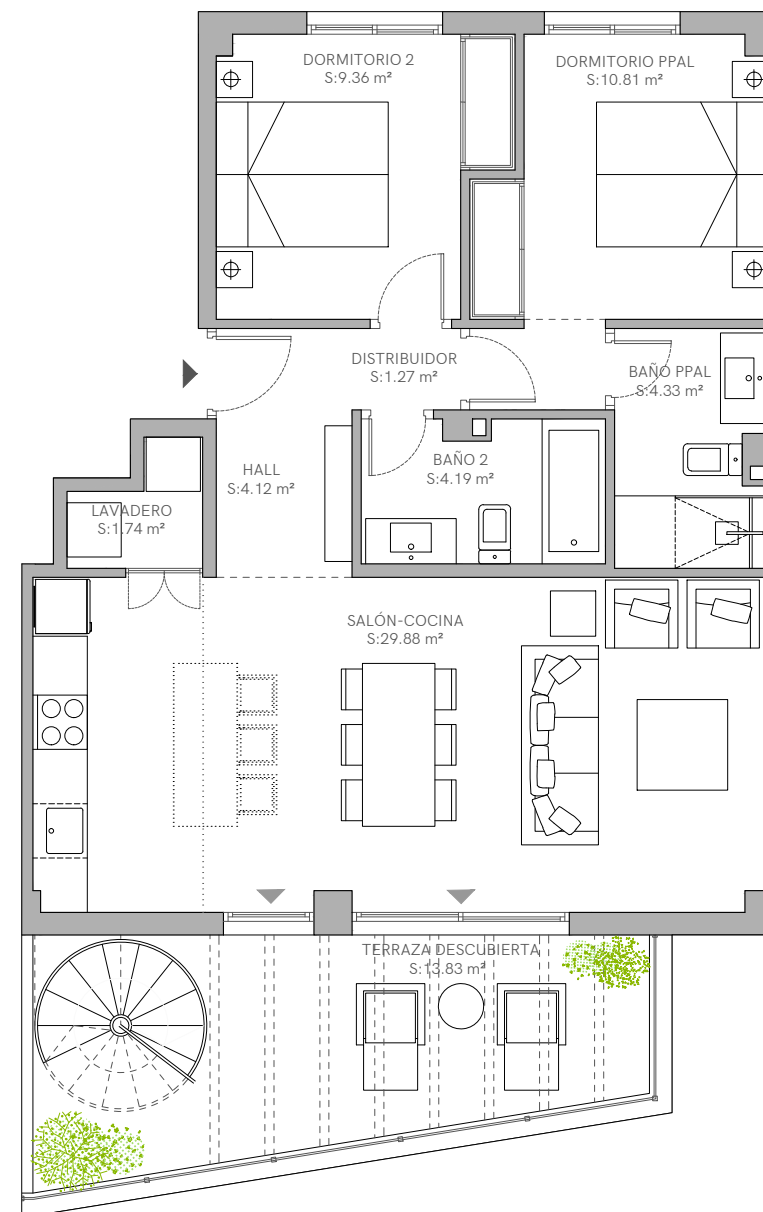 DORMITORIO 2
S:9.36 m²
DORMITORIO PPAL
S:10.81 m²
DISTRIBUIDOR
S:1.27 m²
BAÑO PPAL
S:4.33 m²
HALL
S:4.12 m²
BAÑO 2
S:4.19 m²
LAVADERO
S:1.74 m²
SALÓN-COCINA
S:29.88 m²
TERRAZA DESCUBIERTA
S:13.83 m²